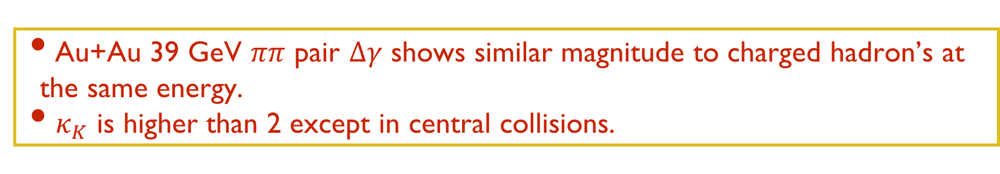 • Au+Au 39 GeV 𝜋𝜋 pair Δ𝛾 shows similar magnitude to charged hadron’s at
the same energy.
• 𝜅_K is higher than 2 except in central collisions.